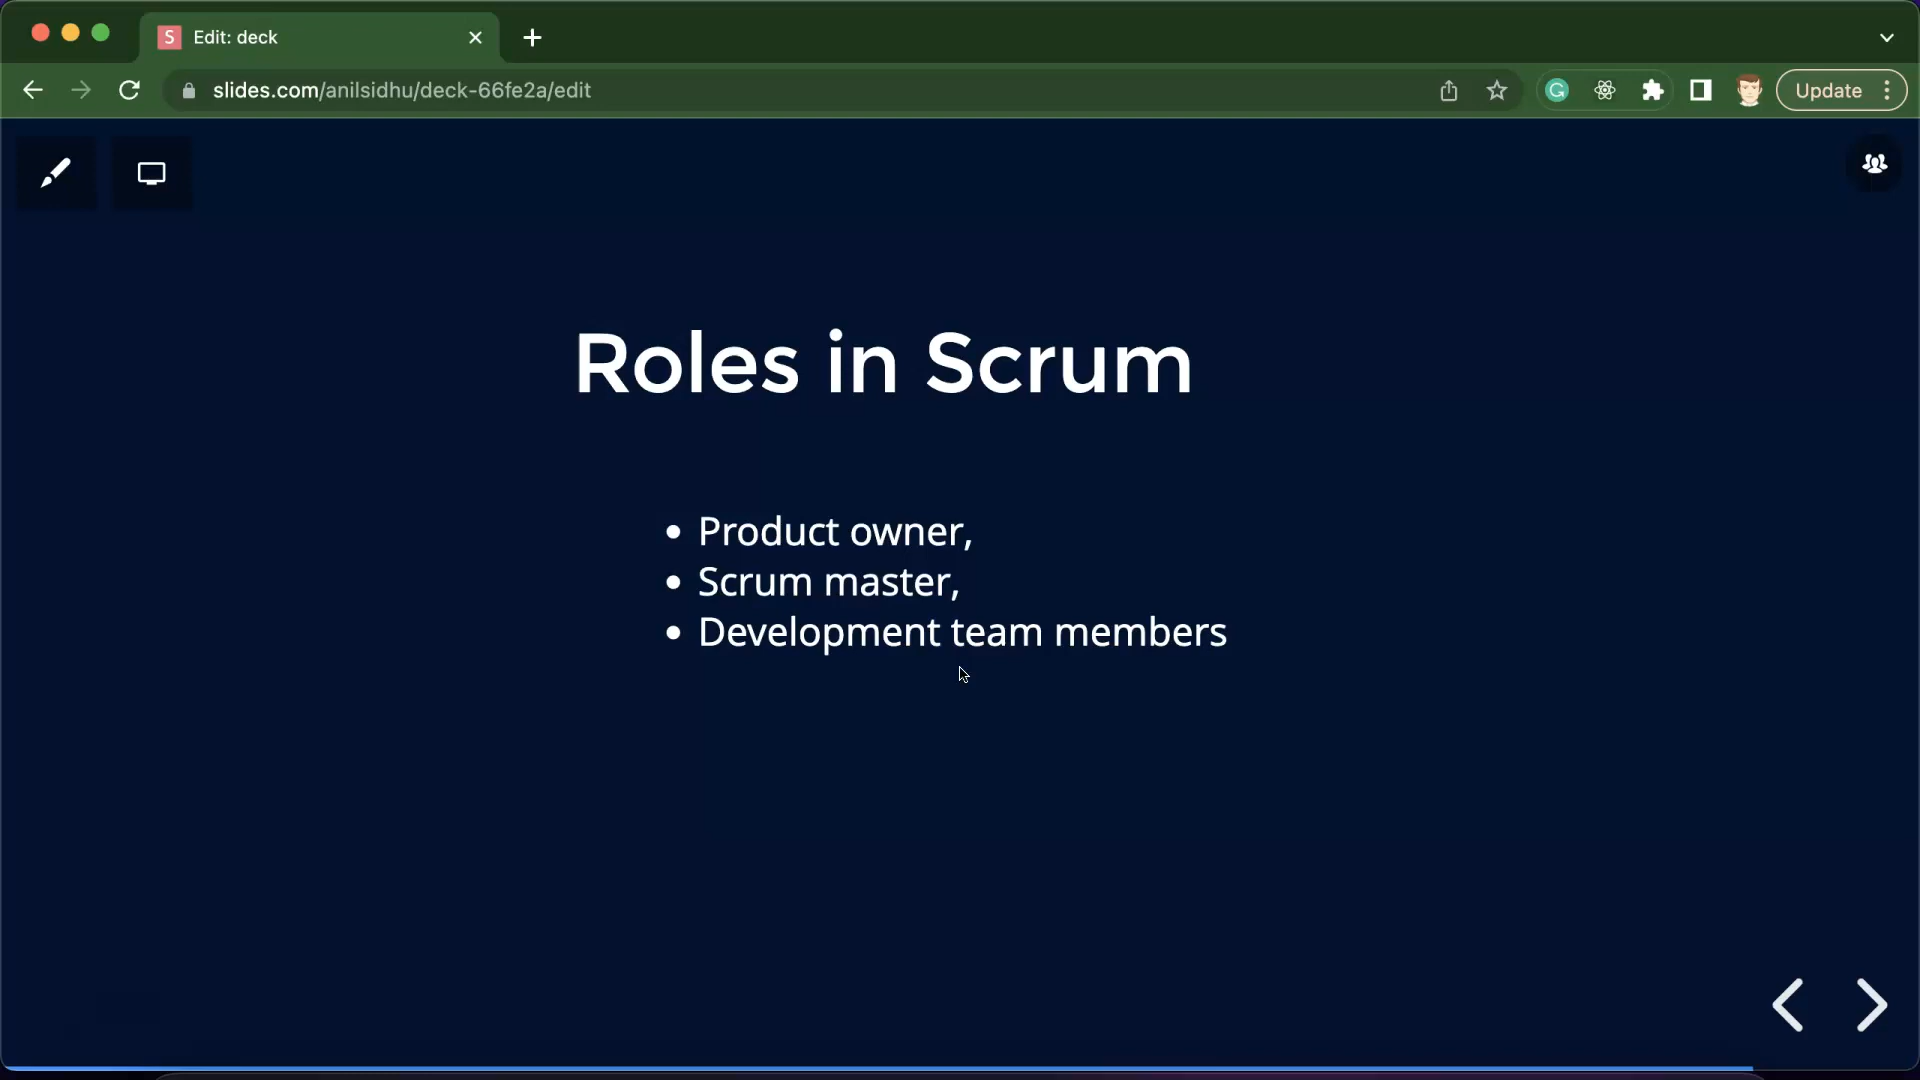 S Edit: deck
slides.com/anilsidhu/deck-66fe2a/edit
Update
Roles in Scrum
• Product owner,
• Scrum master,
• Development team members